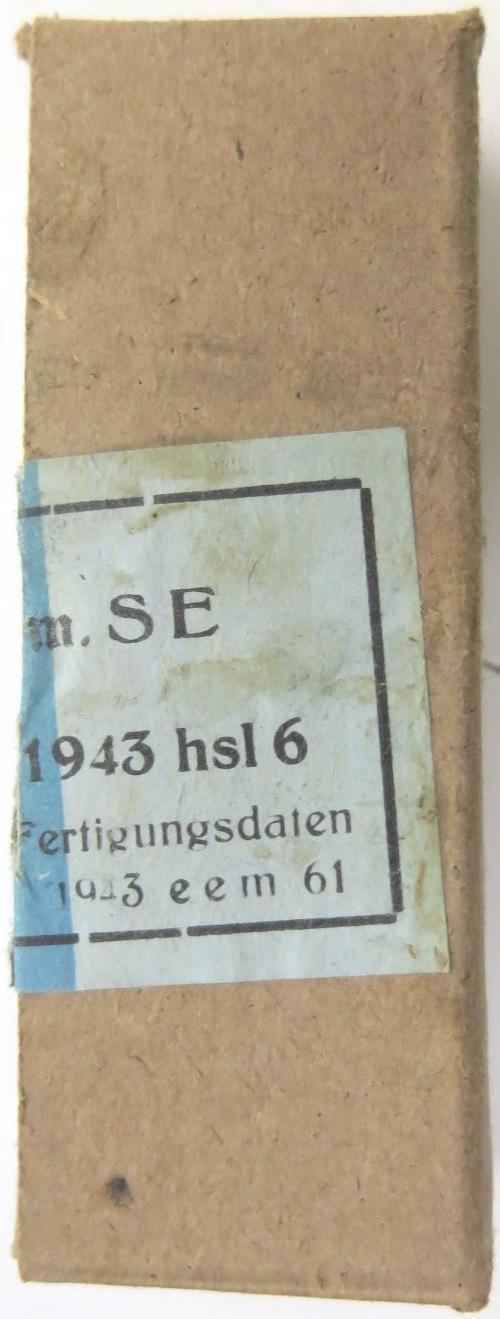 m. SE
1943 hsl 6
Fertigungsdaten
1943 eem 61